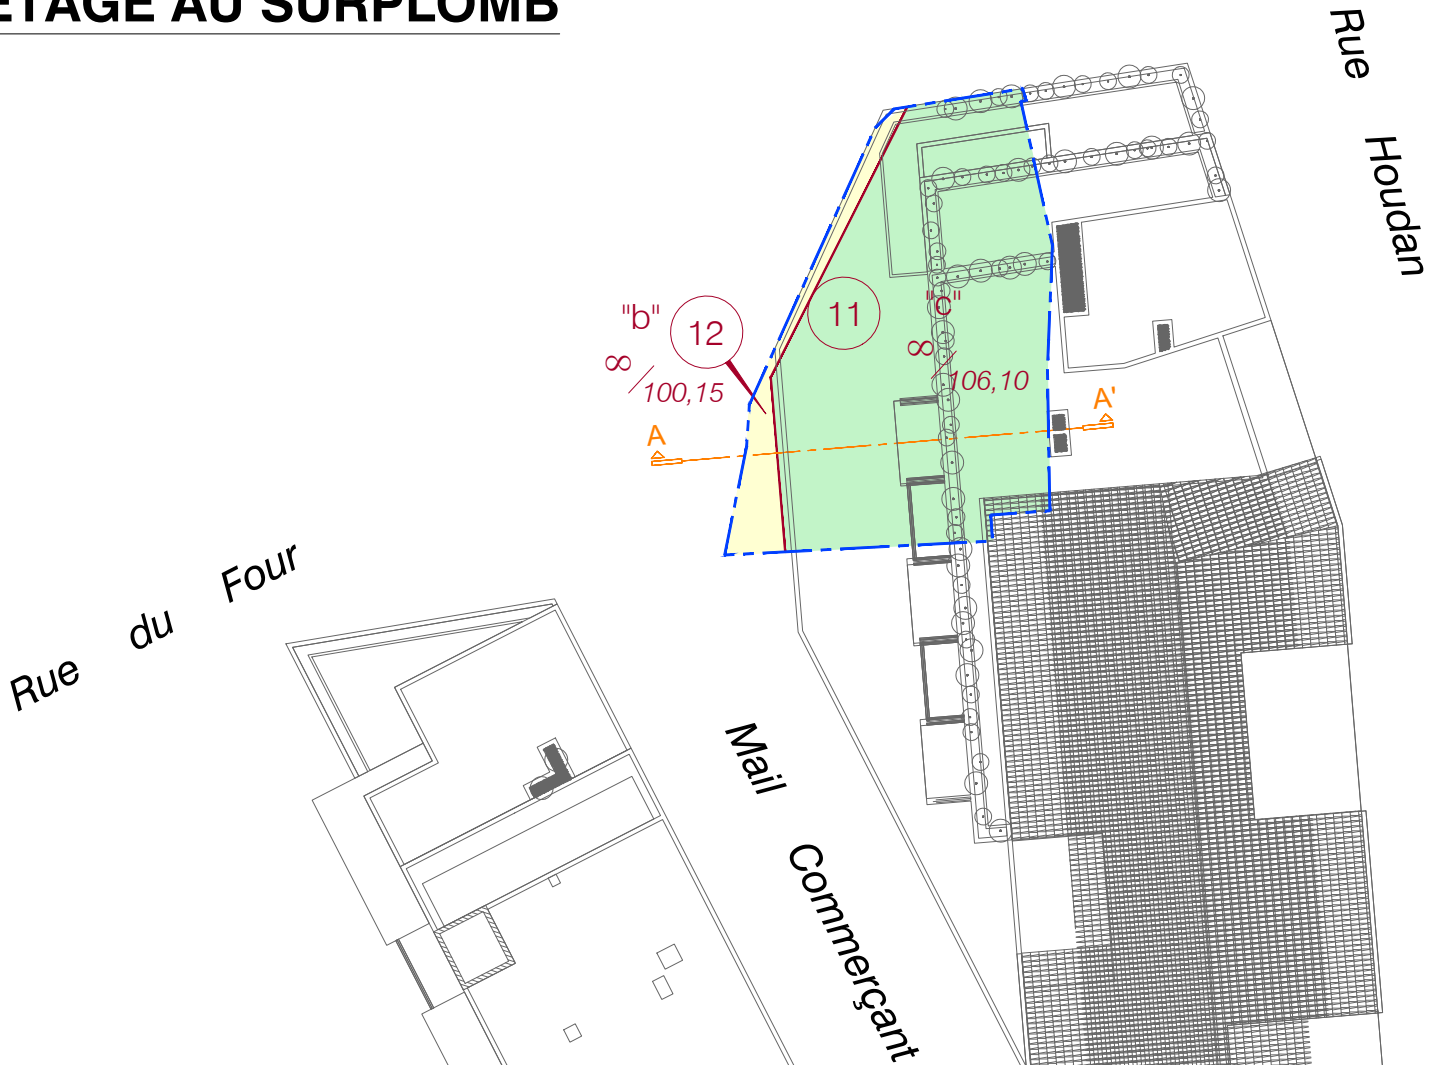 ETAGE AU SURPLOMB
Rue
Houdan
"b"
12
11
"c"
∞
/
100,15
∞
/
106,10
A
A'
Rue du Four
Mail Commerçant